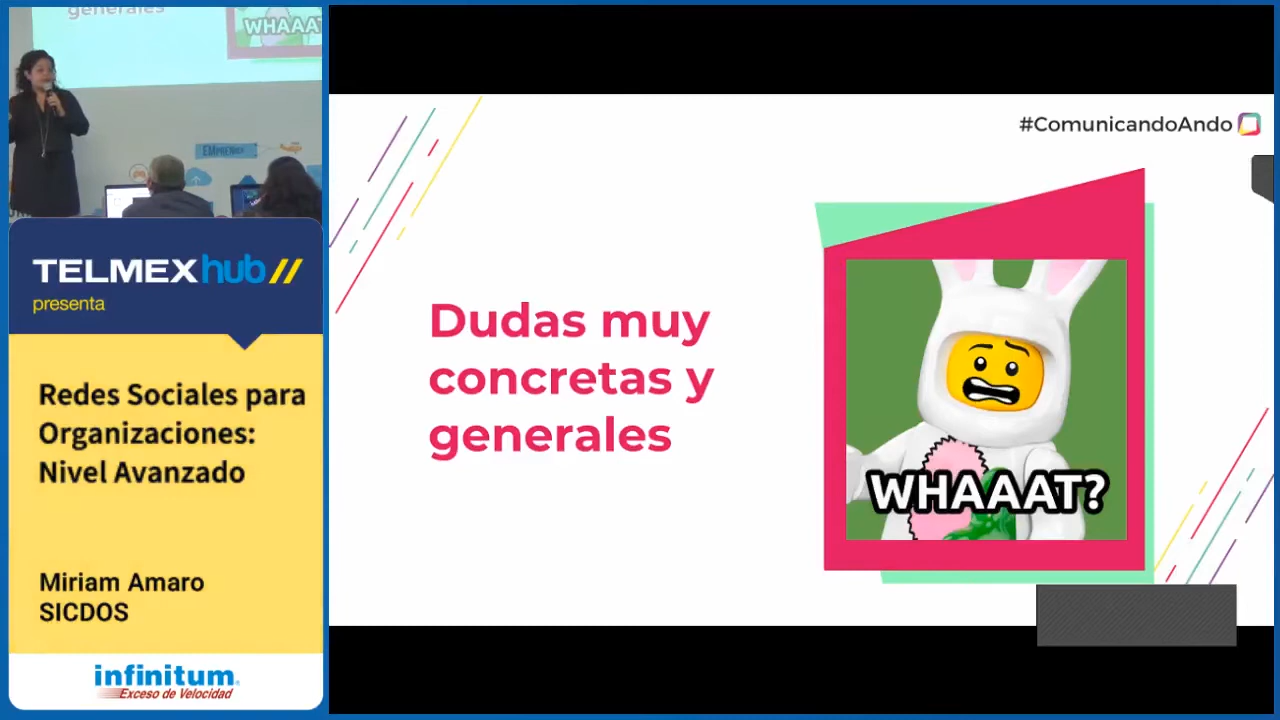 generales
WHAAAT
EMPRENDER
TELMEXhub//
presenta
Redes Sociales para
Organizaciones:
Nivel Avanzado
Miriam Amaro
SICDOS
infinitum
Exceso de Velocidad
#ComunicandoAndo
Dudas muy
concretas y
generales
WHAAAT?